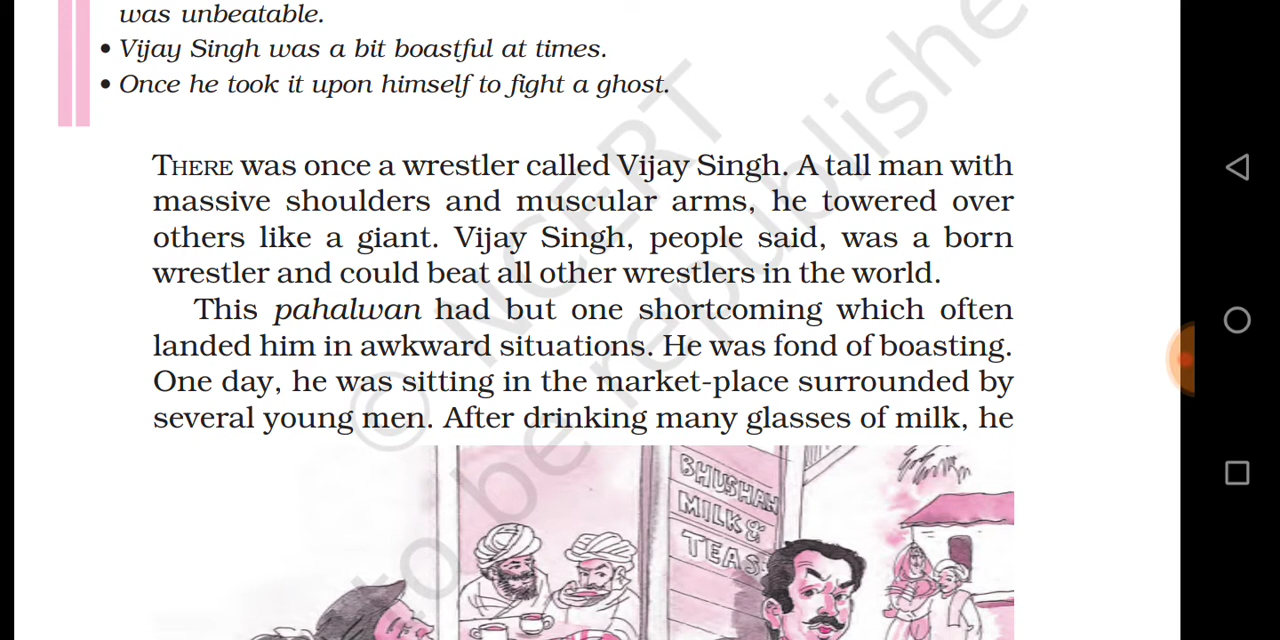 was unbeatable.
• Vijay Singh was a bit boastful at times.
• Once he took it upon himself to fight a ghost.
THERE was once a wrestler called Vijay Singh. A tall man with
massive shoulders and muscular arms, he towered over
others like a giant. Vijay Singh, people said, was a born
wrestler and could beat all other wrestlers in the world.
This pahalwan had but one shortcoming which often
landed him in awkward situations. He was fond of boasting.
One day, he was sitting in the market-place surrounded by
several young men. After drinking many glasses of milk, he
BHUSHAN
MILK &
TEAS
© NCERT
to be republishe